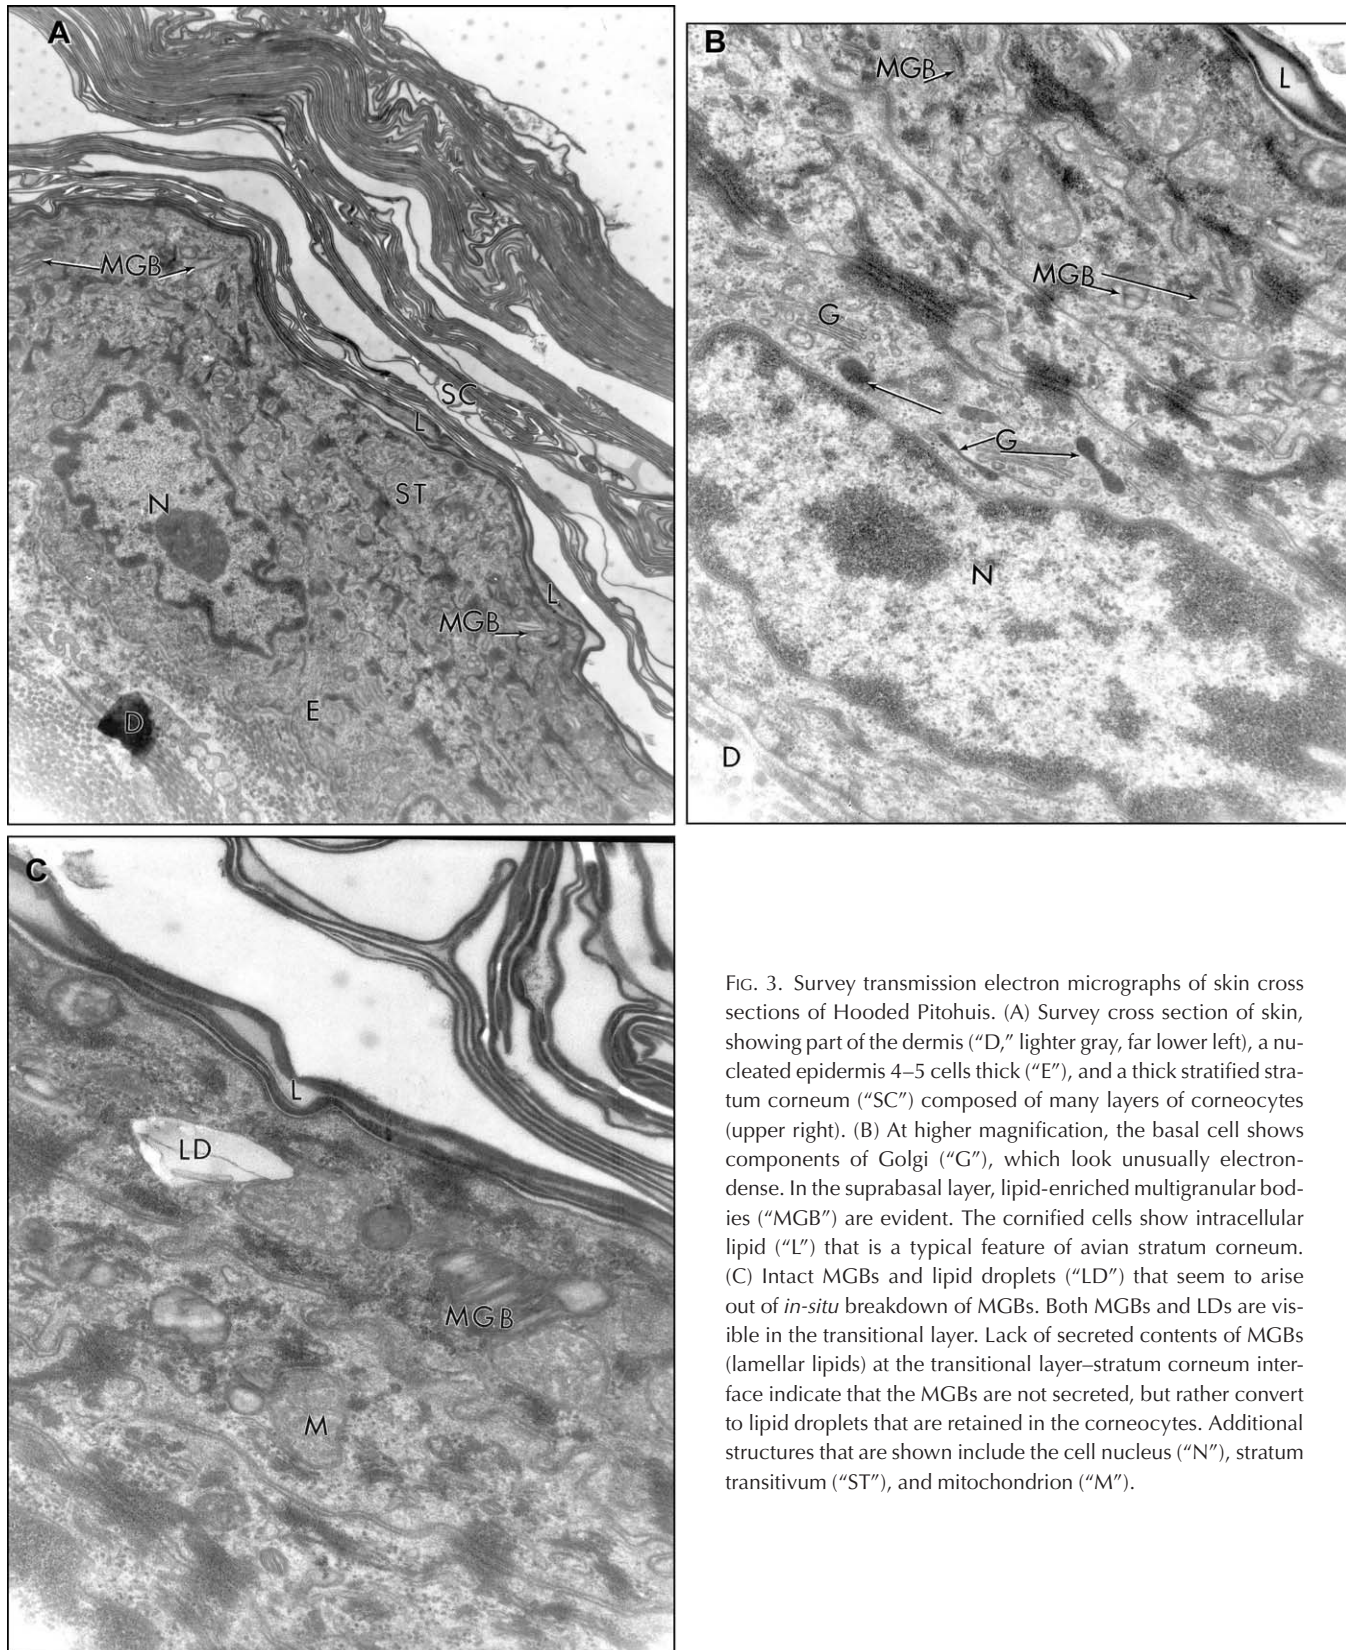 A
MGB
SC
L
ST
N
L
MGB
E
D
B
MGB
L
MGB
G
G
N
D
C
L
LD
MGB
M
FIG. 3. Survey transmission electron micrographs of skin cross
sections of Hooded Pitohuis. (A) Survey cross section of skin,
showing part of the dermis (“D,” lighter gray, far lower left), a nu-
cleated epidermis 4–5 cells thick (“E”), and a thick stratified stra-
tum corneum (“SC”) composed of many layers of corneocytes
(upper right). (B) At higher magnification, the basal cell shows
components of Golgi (“G”), which look unusually electron-
dense. In the suprabasal layer, lipid-enriched multigranular bod-
ies (“MGB”) are evident. The cornified cells show intracellular
lipid (“L”) that is a typical feature of avian stratum corneum.
(C) Intact MGBs and lipid droplets (“LD”) that seem to arise
out of in-situ breakdown of MGBs. Both MGBs and LDs are vis-
ible in the transitional layer. Lack of secreted contents of MGBs
(lamellar lipids) at the transitional layer–stratum corneum inter-
face indicate that the MGBs are not secreted, but rather convert
to lipid droplets that are retained in the corneocytes. Additional
structures that are shown include the cell nucleus (“N”), stratum
transitivum (“ST”), and mitochondrion (“M”).